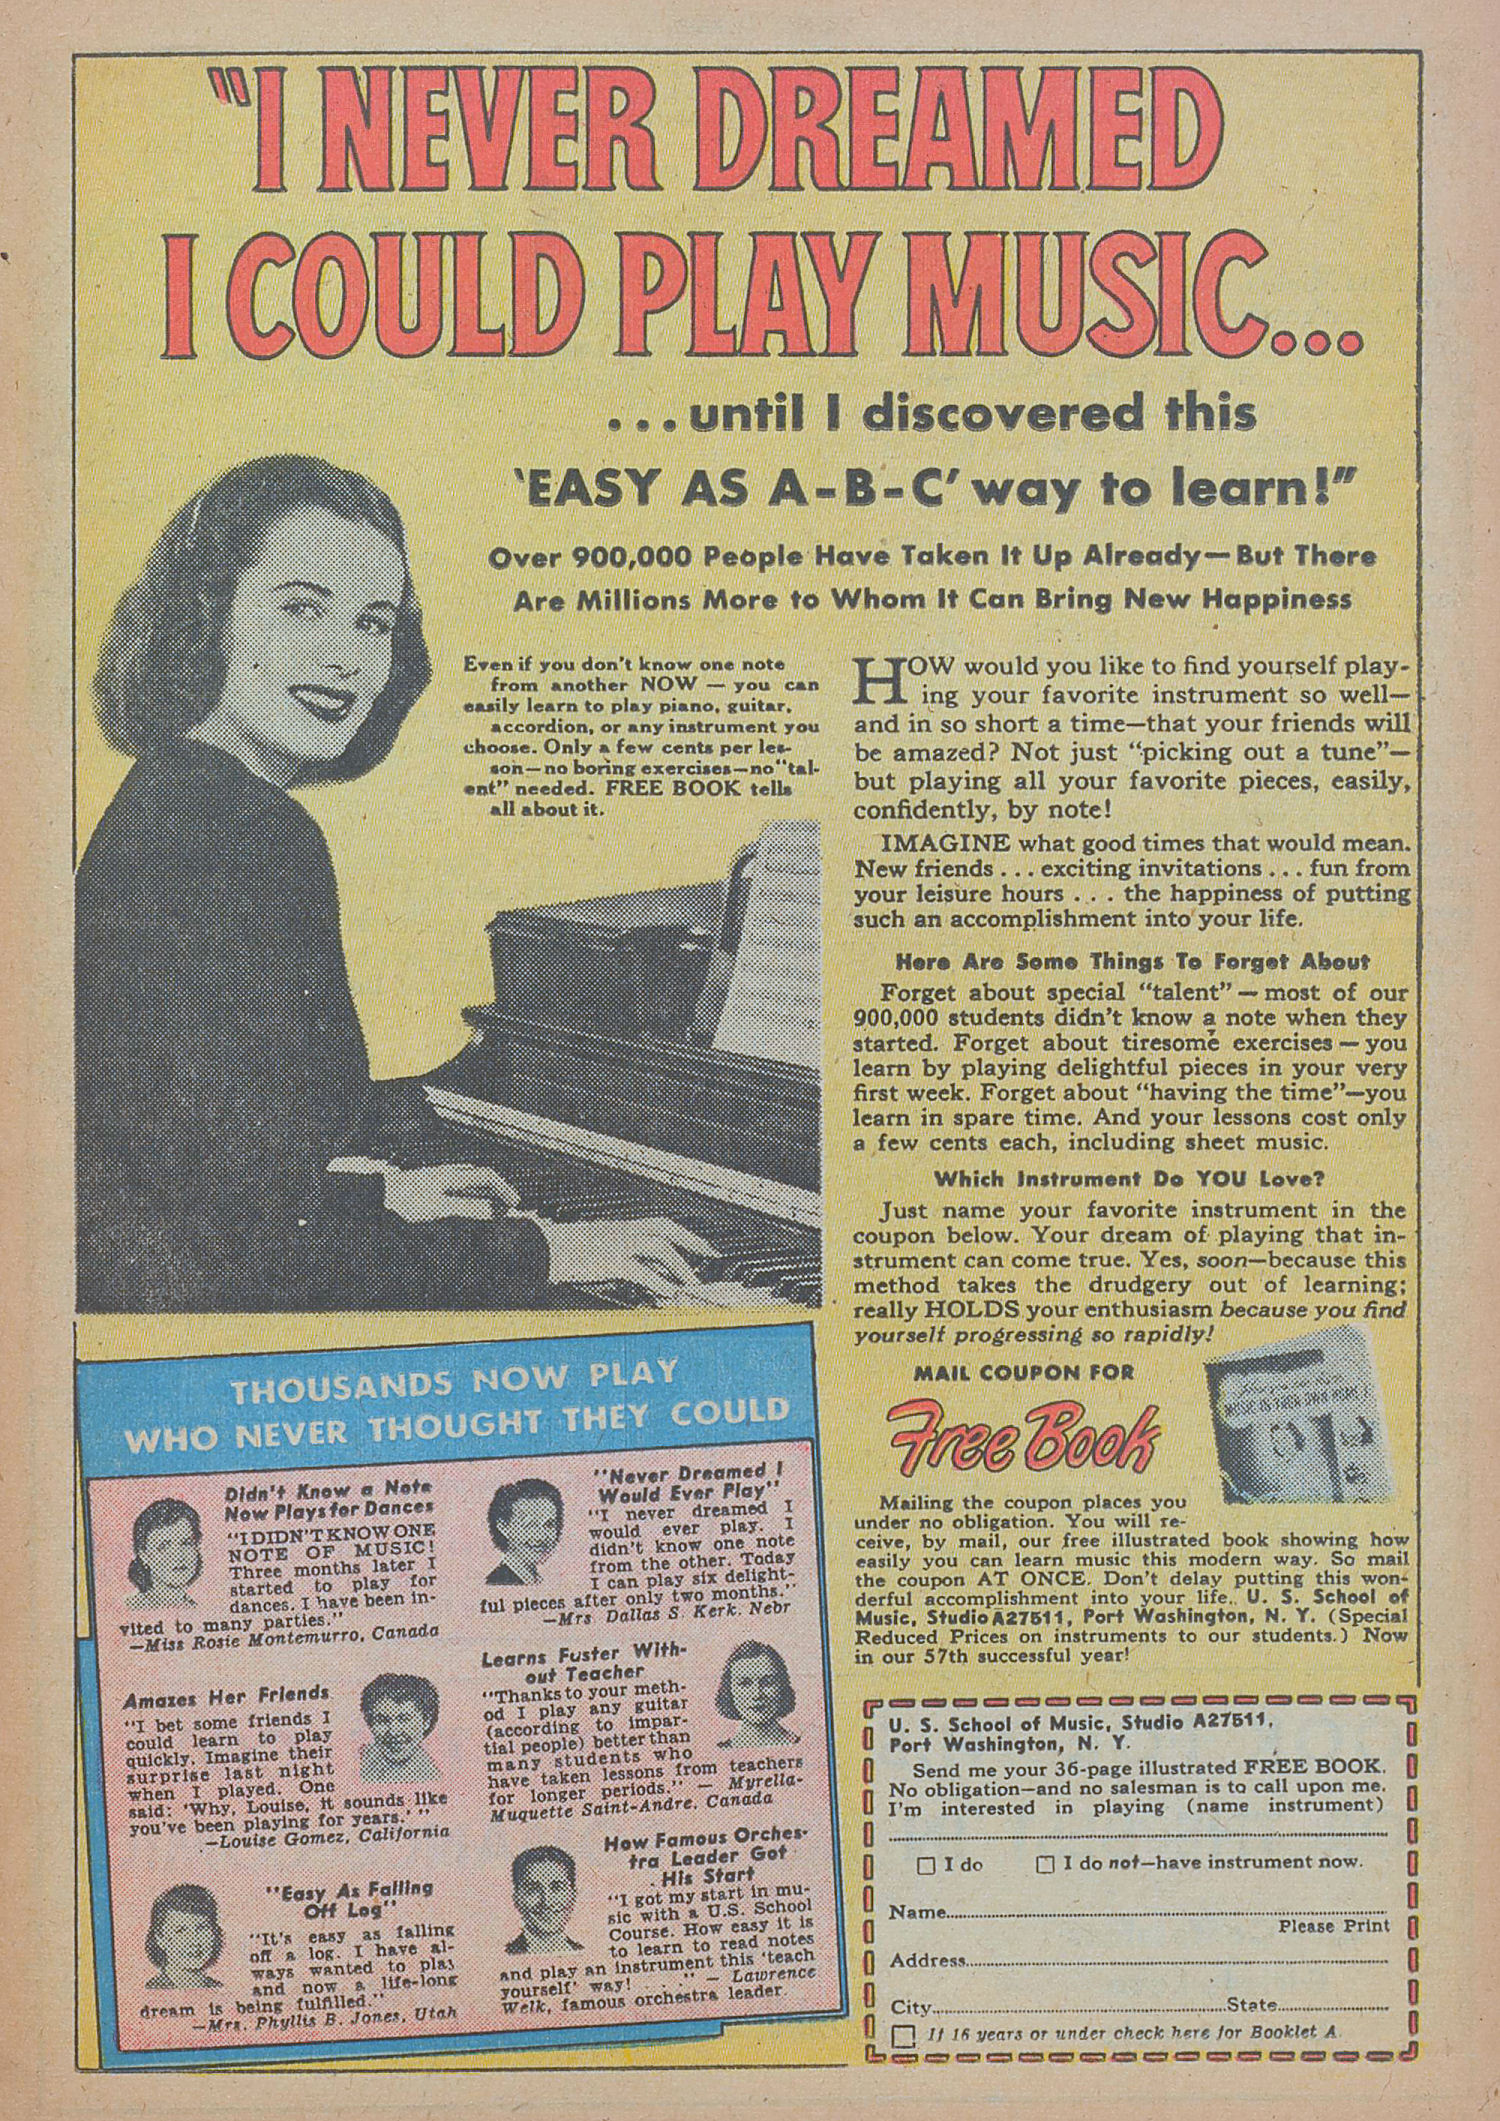 "I NEVER DREAMED
I COULD PLAY MUSIC...
...until I discovered this
'EASY AS A-B-C' way to learn!"
Over 900,000 People Have Taken It Up Already—But There
Are Millions More to Whom It Can Bring New Happiness
Even if you don't know one note
from another NOW — you can
easily learn to play piano, guitar,
accordion, or any instrument you
choose. Only a few cents per les-
son—no boring exercises—no "tal-
ent" needed. FREE BOOK tells
all about it.
HOW would you like to find yourself play-
ing your favorite instrument so well—
and in so short a time—that your friends will
be amazed? Not just "picking out a tune"—
but playing all your favorite pieces, easily,
confidently, by note!
IMAGINE what good times that would mean.
New friends . . . exciting invitations . . . fun from
your leisure hours . . . the happiness of putting
such an accomplishment into your life.
Here Are Some Things To Forget About
Forget about special "talent" — most of our
900,000 students didn't know a note when they
started. Forget about tiresome exercises — you
learn by playing delightful pieces in your very
first week. Forget about "having the time"—you
learn in spare time. And your lessons cost only
a few cents each, including sheet music.
Which Instrument Do YOU Love?
Just name your favorite instrument in the
coupon below. Your dream of playing that in-
strument can come true. Yes, soon—because this
method takes the drudgery out of learning;
really HOLDS your enthusiasm because you find
yourself progressing so rapidly!
MAIL COUPON FOR
Free Book
Mailing the coupon places you
under no obligation. You will re-
ceive, by mail, our free illustrated book showing how
easily you can learn music this modern way. So mail
the coupon AT ONCE. Don't delay putting this won-
derful accomplishment into your life. U. S. School of
Music, Studio A27511, Port Washington, N. Y. (Special
Reduced Prices on instruments to our students.) Now
in our 57th successful year!
THOUSANDS NOW PLAY
WHO NEVER THOUGHT THEY COULD
Didn't Know a Note
Now Plays for Dances
"I DIDN'T KNOW ONE
NOTE OF MUSIC!
Three months later I
started to play for
dances. I have been in-
vited to many parties."
—Miss Rosie Montemurro, Canada
Amazes Her Friends
"I bet some friends I
could learn to play
quickly. Imagine their
surprise last night
when I played. One
said: 'Why, Louise, it sounds like
you've been playing for years.' "
—Louise Gomez, California
"Easy As Falling
Off Log"
"It's easy as falling
off a log. I have al-
ways wanted to play
and now a life-long
dream is being fulfilled."
—Mrs. Phyllis B. Jones, Utah
"Never Dreamed I
Would Ever Play"
"I never dreamed I
would ever play. I
didn't know one note
from the other. Today
I can play six delight-
ful pieces after only two months."
—Mrs Dallas S. Kerk, Nebr
Learns Fuster With-
out Teacher
"Thanks to your meth-
od I play any guitar
(according to impar-
tial people) better than
many students who
have taken lessons from teachers
for longer periods." — Myrella-
Muquette Saint-Andre, Canada
How Famous Orches-
tra Leader Got
His Start
"I got my start in mu-
sic with a U.S. School
Course. How easy it is
to learn to read notes
and play an instrument this 'teach
yourself' way! . . ." — Lawrence
Welk, famous orchestra leader.
U. S. School of Music, Studio A27511,
Port Washington, N. Y.
Send me your 36-page illustrated FREE BOOK.
No obligation—and no salesman is to call upon me.
I'm interested in playing (name instrument)
I do I do not—have instrument now.
Name
Please Print
Address
City State
If 16 years or under check here for Booklet A.